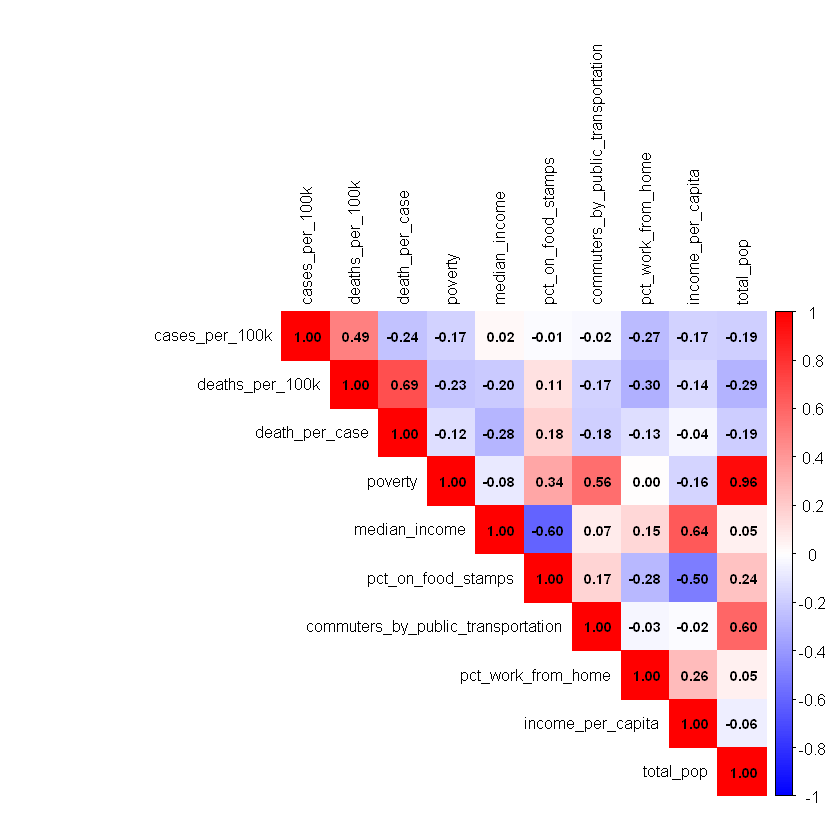 cases_per_100k
deaths_per_100k
death_per_case
poverty
median_income
pct_on_food_stamps
commuters_by_public_transportation
pct_work_from_home
income_per_capita
total_pop
cases_per_100k 1.00 0.49 -0.24 -0.17 0.02 -0.01 -0.02 -0.27 -0.17 -0.19
deaths_per_100k 1.00 0.69 -0.23 -0.20 0.11 -0.17 -0.30 -0.14 -0.29
death_per_case 1.00 -0.12 -0.28 0.18 -0.18 -0.13 -0.04 -0.19
poverty 1.00 -0.08 0.34 0.56 0.00 -0.16 0.96
median_income 1.00 -0.60 0.07 0.15 0.64 0.05
pct_on_food_stamps 1.00 0.17 -0.28 -0.50 0.24
commuters_by_public_transportation 1.00 -0.03 -0.02 0.60
pct_work_from_home 1.00 0.26 0.05
income_per_capita 1.00 -0.06
total_pop 1.00
1
0.8
0.6
0.4
0.2
0
-0.2
-0.4
-0.6
-0.8
-1